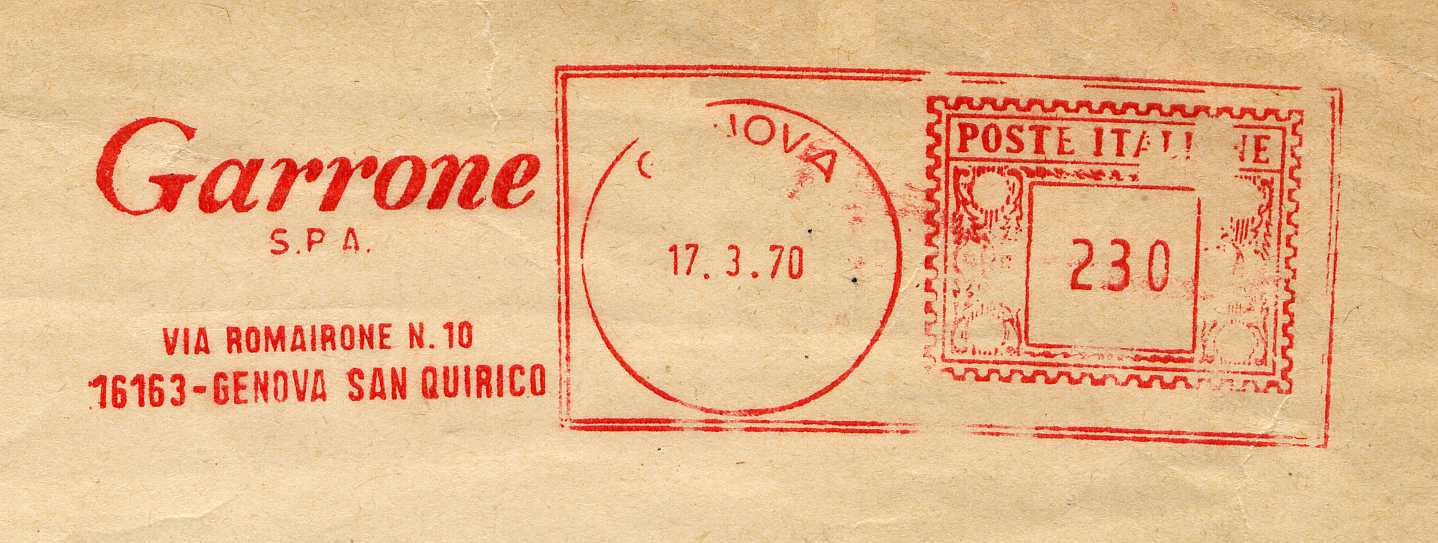 Garrone
S.P.A.
VIA ROMAIRONE N. 10
16163-GENOVA SAN QUIRICO
17. 3. 70
POSTE
230